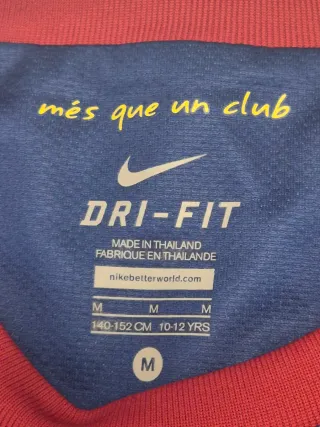 més que un club
DRI-FIT
MADE IN THAILAND
FABRIQUE EN THAILANDE
nikebetterworld.com
M M M
140-152 CM 10-12 YRS
M